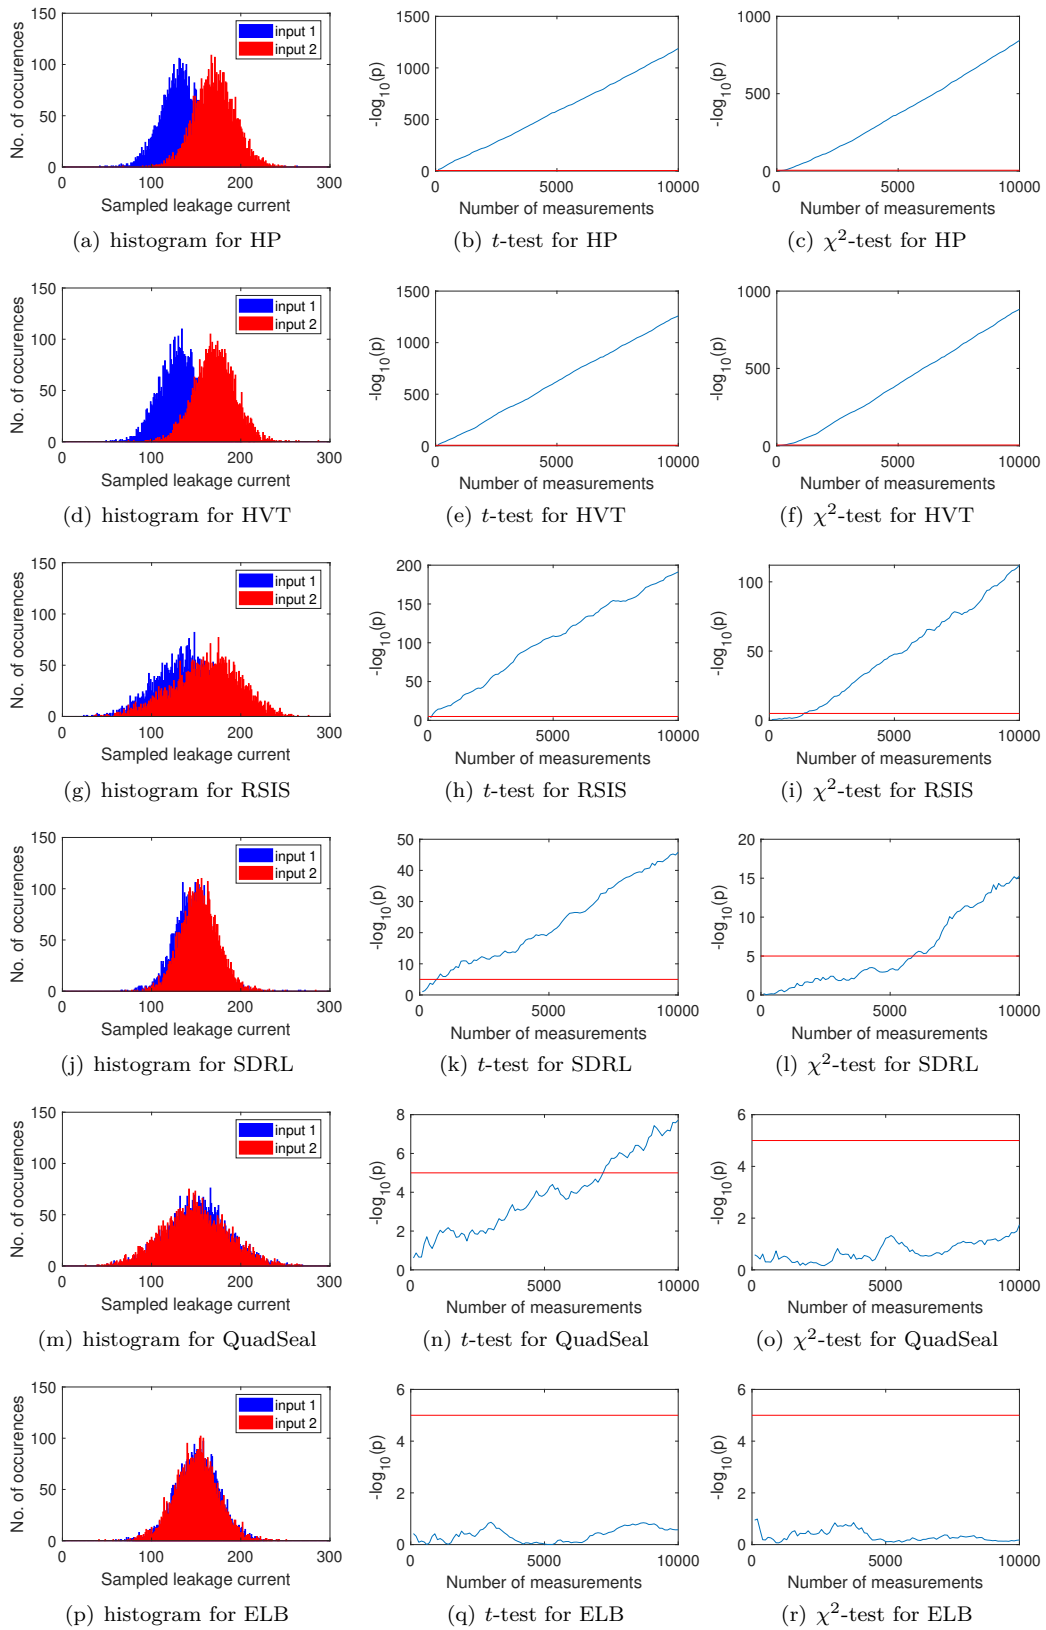 150
100
50
0
0 100 200 300
No. of occurences
Sampled leakage current
input 1
input 2
(a) histogram for HP
1500
1000
500
0
0 5000 10000
-log10(p)
Number of measurements
(b) t-test for HP
1000
500
0
0 5000 10000
-log10(p)
Number of measurements
(c) χ²-test for HP
150
100
50
0
0 100 200 300
No. of occurences
Sampled leakage current
input 1
input 2
(d) histogram for HVT
1500
1000
500
0
0 5000 10000
-log10(p)
Number of measurements
(e) t-test for HVT
1000
500
0
0 5000 10000
-log10(p)
Number of measurements
(f) χ²-test for HVT
150
100
50
0
0 100 200 300
No. of occurences
Sampled leakage current
input 1
input 2
(g) histogram for RSIS
200
150
100
50
0
0 5000 10000
-log10(p)
Number of measurements
(h) t-test for RSIS
100
50
0
0 5000 10000
-log10(p)
Number of measurements
(i) χ²-test for RSIS
150
100
50
0
0 100 200 300
No. of occurences
Sampled leakage current
input 1
input 2
(j) histogram for SDRL
50
40
30
20
10
0
0 5000 10000
-log10(p)
Number of measurements
(k) t-test for SDRL
20
15
10
5
0
0 5000 10000
-log10(p)
Number of measurements
(l) χ²-test for SDRL
150
100
50
0
0 100 200 300
No. of occurences
Sampled leakage current
input 1
input 2
(m) histogram for QuadSeal
8
6
4
2
0
0 5000 10000
-log10(p)
Number of measurements
(n) t-test for QuadSeal
6
4
2
0
0 5000 10000
-log10(p)
Number of measurements
(o) χ²-test for QuadSeal
150
100
50
0
0 100 200 300
No. of occurences
Sampled leakage current
input 1
input 2
(p) histogram for ELB
6
4
2
0
0 5000 10000
-log10(p)
Number of measurements
(q) t-test for ELB
6
4
2
0
0 5000 10000
-log10(p)
Number of measurements
(r) χ²-test for ELB